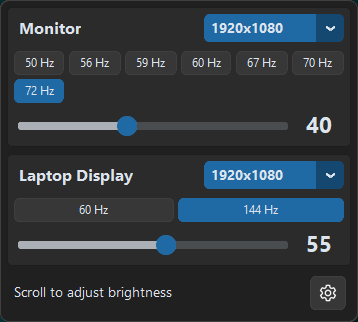 Monitor 1920x1080
50 Hz 56 Hz 59 Hz 60 Hz 67 Hz 70 Hz
72 Hz
40
Laptop Display 1920x1080
60 Hz 144 Hz
55
Scroll to adjust brightness